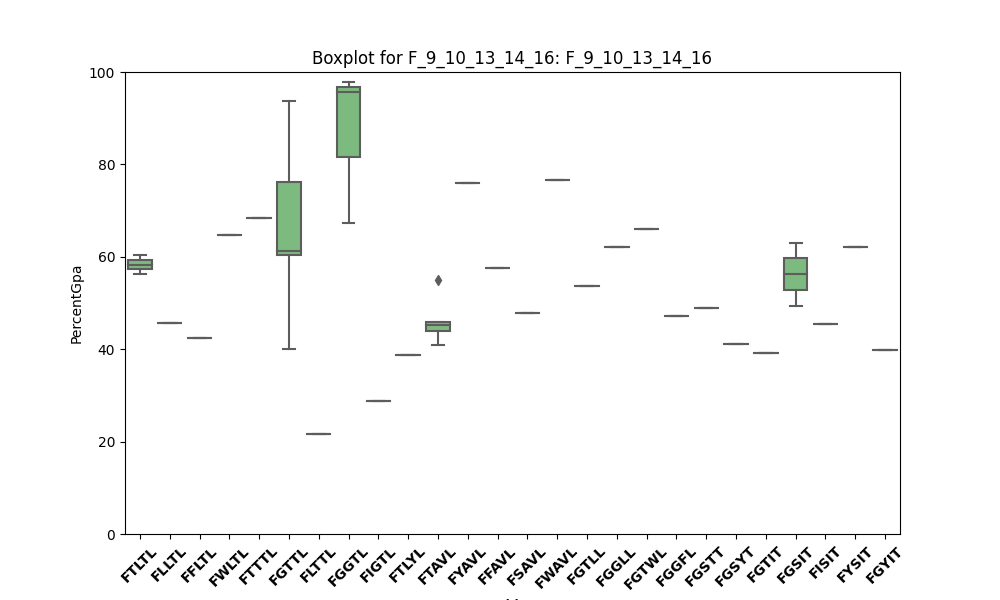 Boxplot for F_9_10_13_14_16: F_9_10_13_14_16
100
80
60
40
20
0
PercentGpa
FTLTL
FLLTL
FFLTL
FWLTL
FTTTL
FGTTL
FLTTL
FGGTL
FIGTL
FTLYL
FTAVL
FYAVL
FFAVL
FSAVL
FWAVL
FGTLL
FGGLL
FGTWL
FGGFL
FGSTT
FGSYT
FGTIT
FGSIT
FISIT
FYSIT
FGYIT